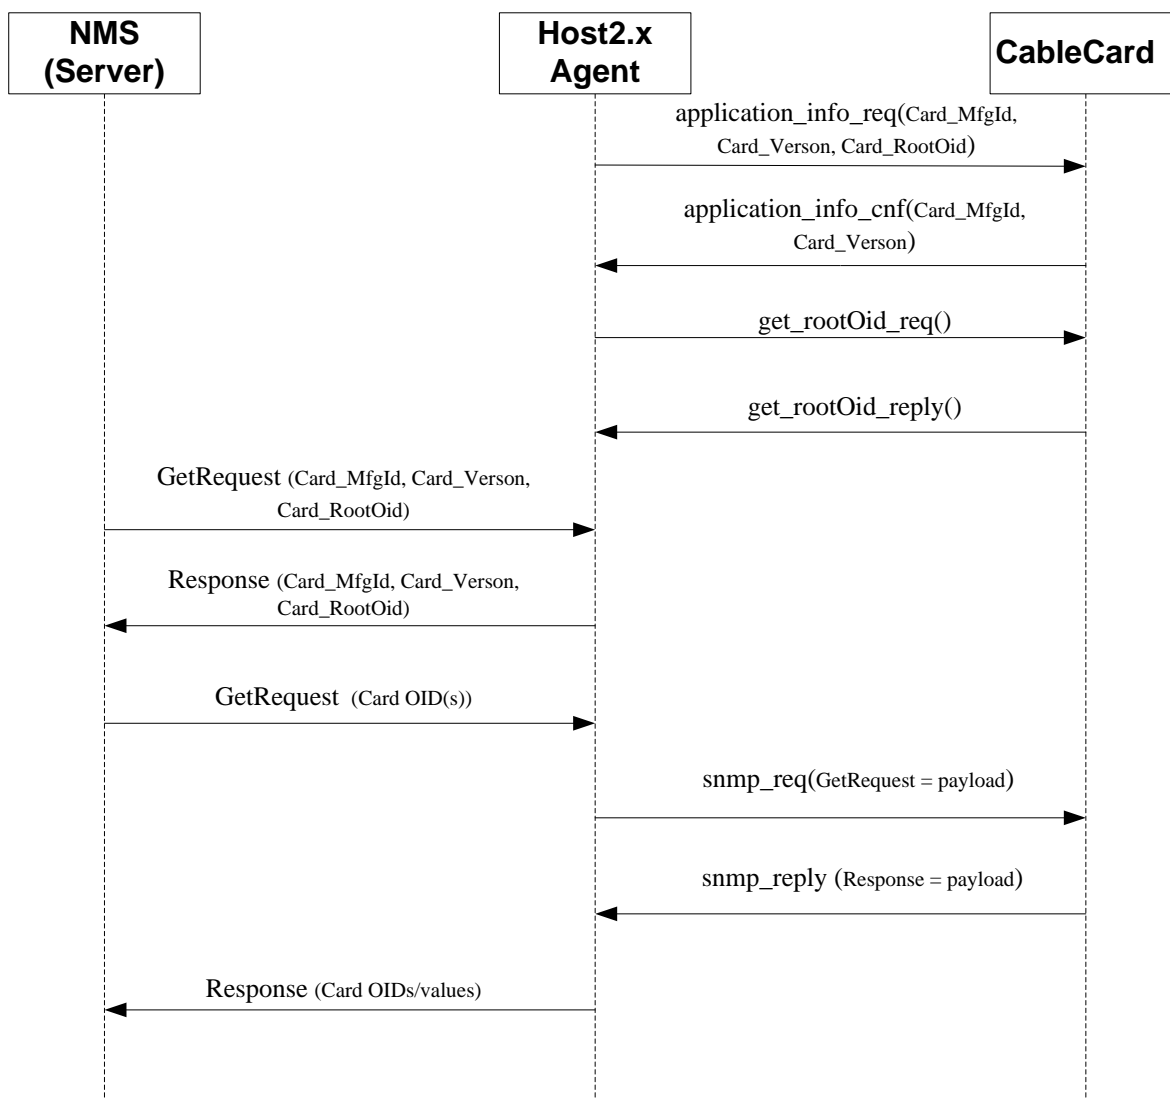 NMS
(Server)
Host2.x
Agent
CableCard
application_info_req(Card_MfgId,
Card_Verson, Card_RootOid)
application_info_cnf(Card_MfgId,
Card_Verson)
get_rootOid_req()
get_rootOid_reply()
GetRequest (Card_MfgId, Card_Verson,
Card_RootOid)
Response (Card_MfgId, Card_Verson,
Card_RootOid)
GetRequest (Card OID(s))
snmp_req(GetRequest = payload)
snmp_reply (Response = payload)
Response (Card OIDs/values)